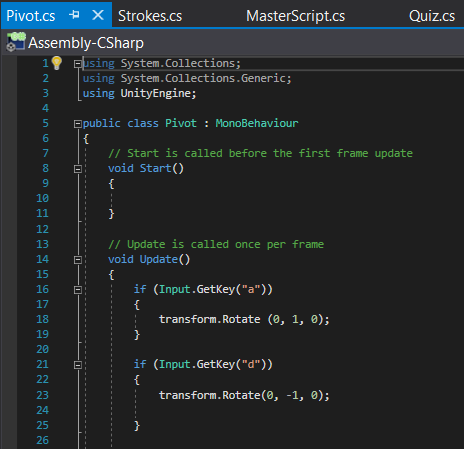 Pivot.cs Strokes.cs MasterScript.cs Quiz.cs
Assembly-CSharp
1 using System.Collections;
2 using System.Collections.Generic;
3 using UnityEngine;
4
5 public class Pivot : MonoBehaviour
6 {
7 // Start is called before the first frame update
8 void Start()
9 {
10
11 }
12
13 // Update is called once per frame
14 void Update()
15 {
16 if (Input.GetKey("a"))
17 {
18 transform.Rotate (0, 1, 0);
19 }
20
21 if (Input.GetKey("d"))
22 {
23 transform.Rotate(0, -1, 0);
24
25 }
26